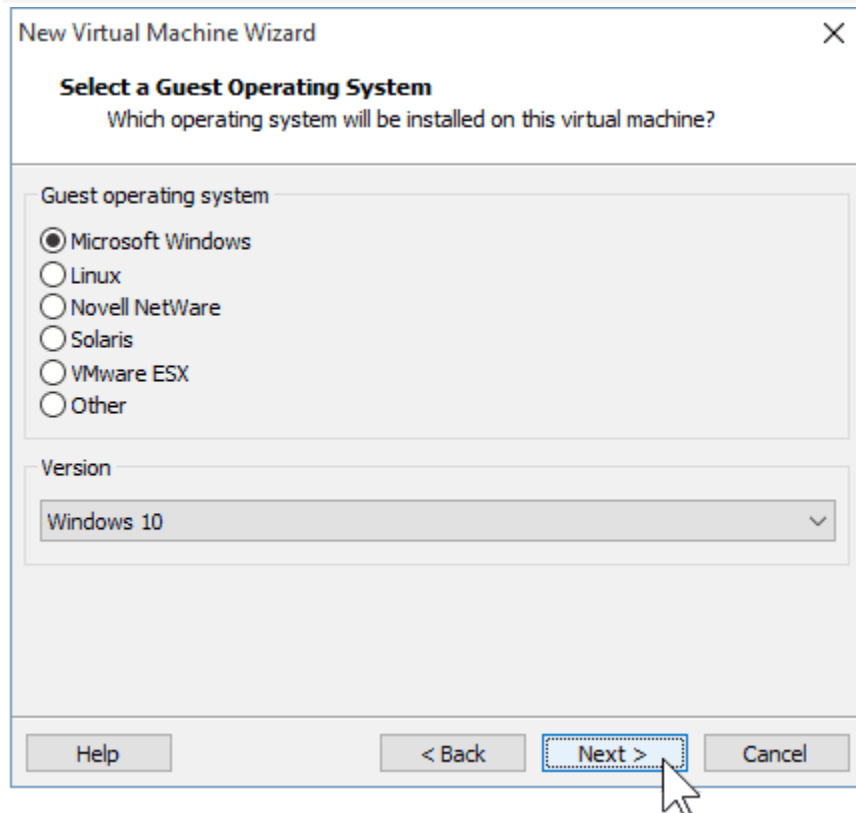 New Virtual Machine Wizard
Select a Guest Operating System
Which operating system will be installed on this virtual machine?
Guest operating system
Microsoft Windows
Linux
Novell NetWare
Solaris
VMware ESX
Other
Version
Windows 10
Help < Back Next > Cancel